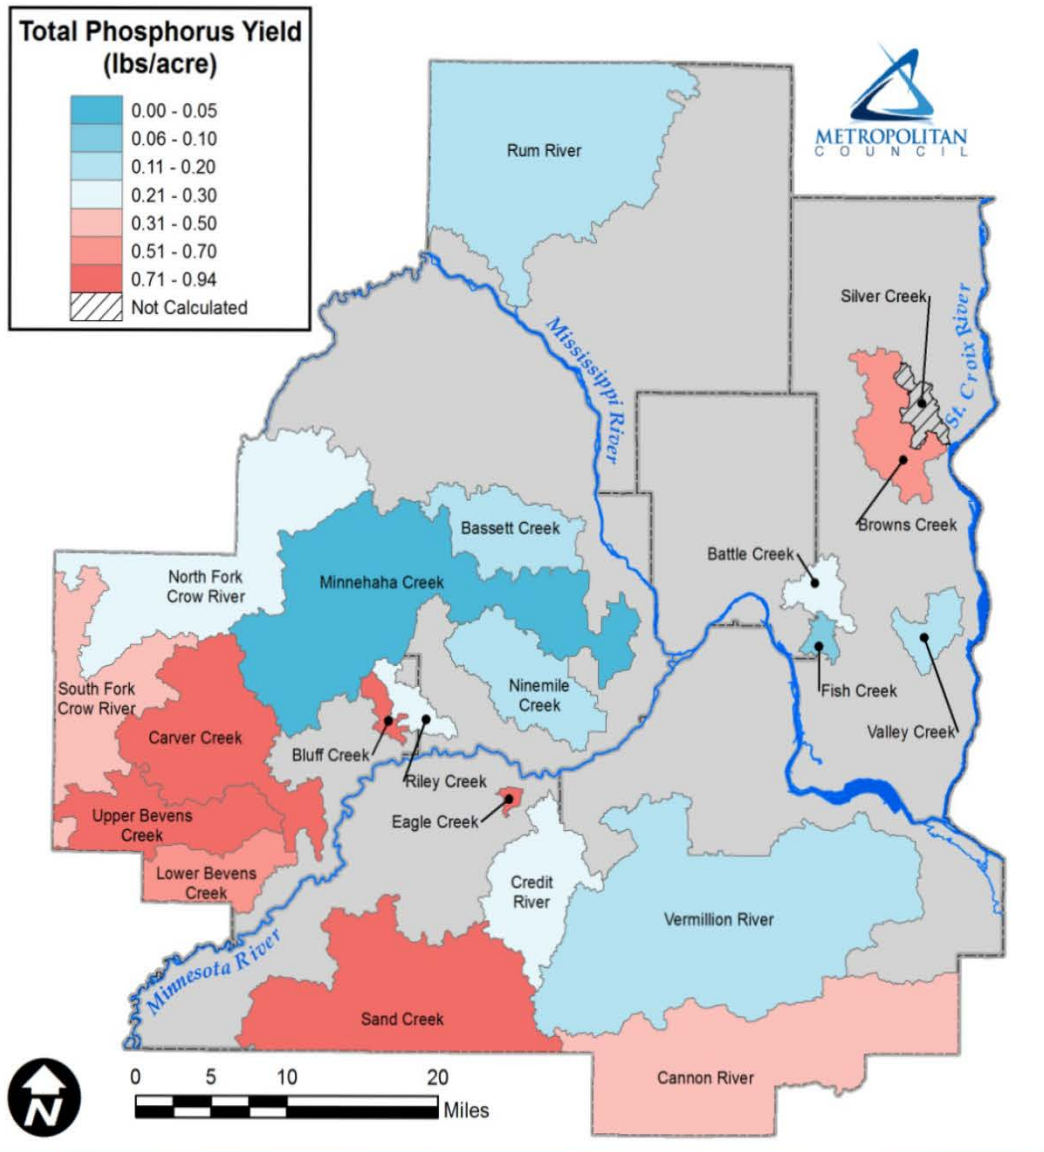 Total Phosphorus Yield
(lbs/acre)
0.00 - 0.05
0.06 - 0.10
0.11 - 0.20
0.21 - 0.30
0.31 - 0.50
0.51 - 0.70
0.71 - 0.94
Not Calculated
METROPOLITAN
COUNCIL
Rum River
Silver Creek
St. Croix River
Mississippi River
Browns Creek
Bassett Creek
Battle Creek
North Fork
Crow River
Minnehaha Creek
South Fork
Crow River
Ninemile
Creek
Fish Creek
Valley Creek
Carver Creek
Bluff Creek
Riley Creek
Upper Bevens
Creek
Eagle Creek
Lower Bevens
Creek
Credit
River
Vermillion River
Minnesota River
Sand Creek
Cannon River
N
0 5 10 20
Miles